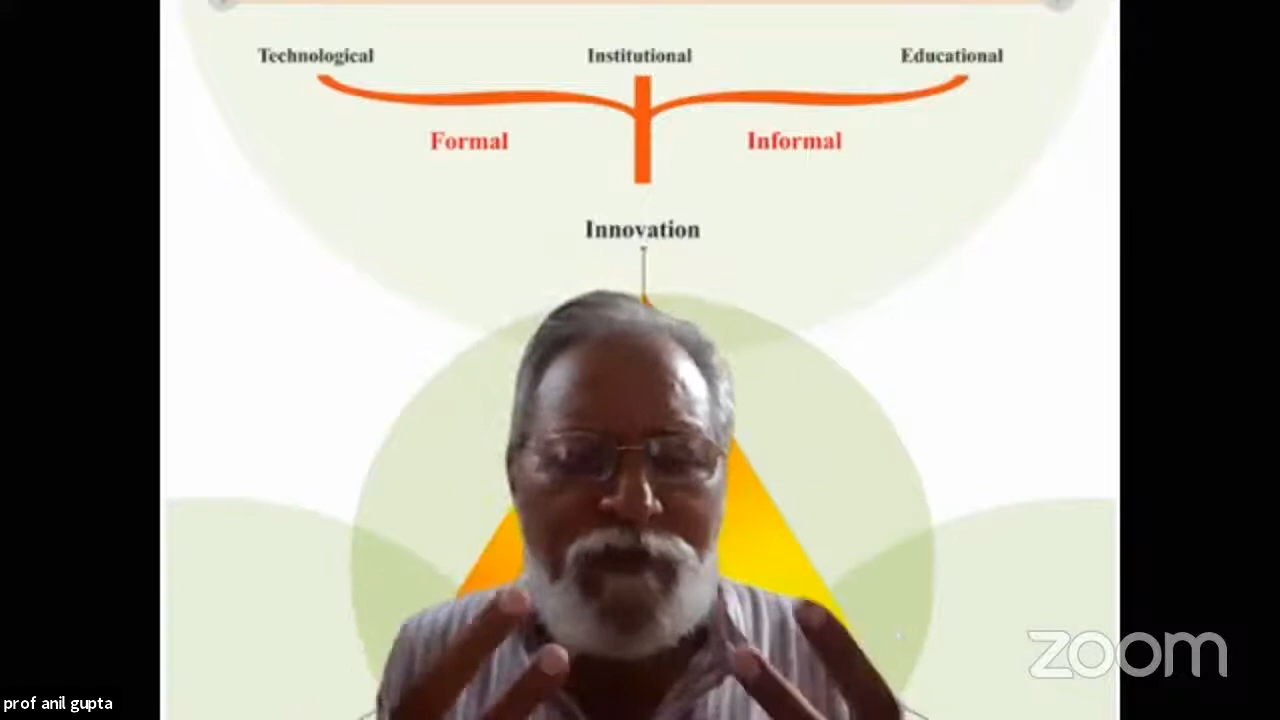 Technological Institutional Educational
Formal Informal
Innovation
zoom
prof anil gupta